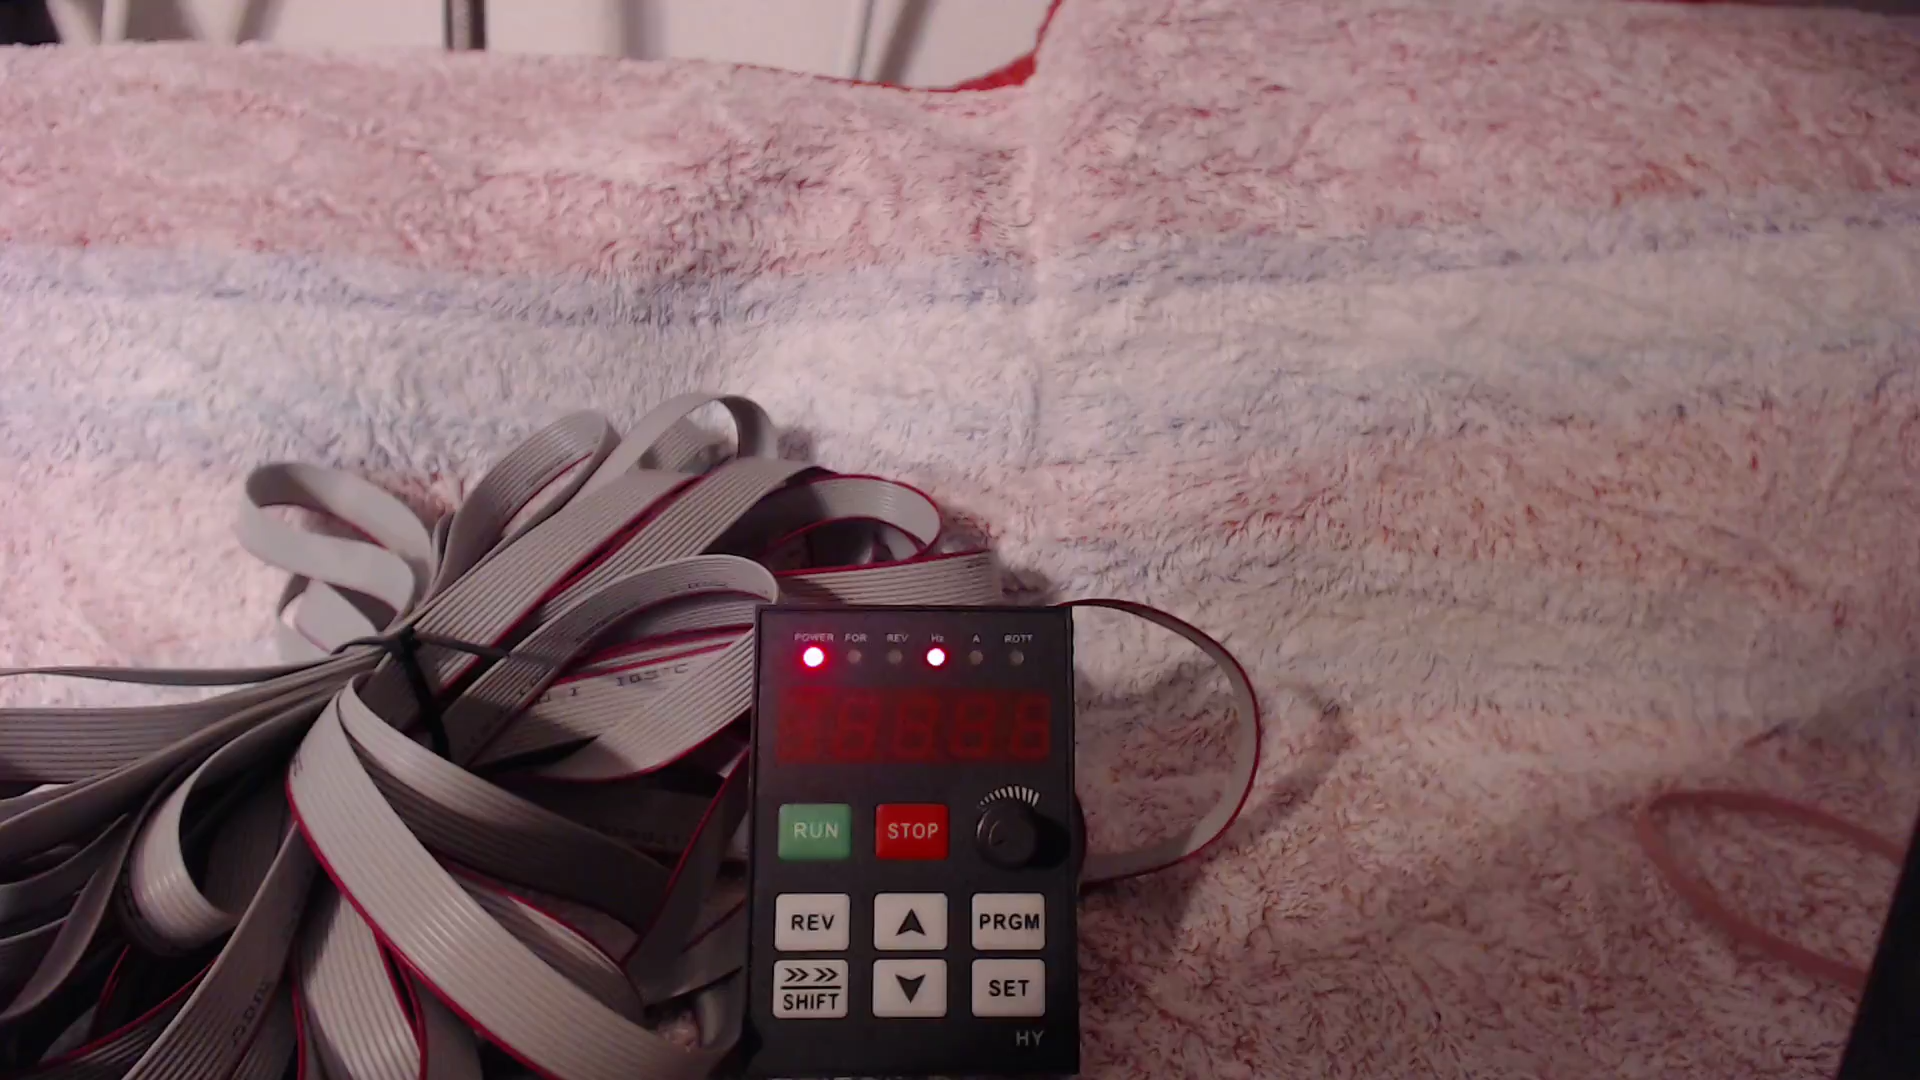 POWER FOR REV Hz A ROTT
RUN STOP
REV PRGM
SHIFT SET
HY